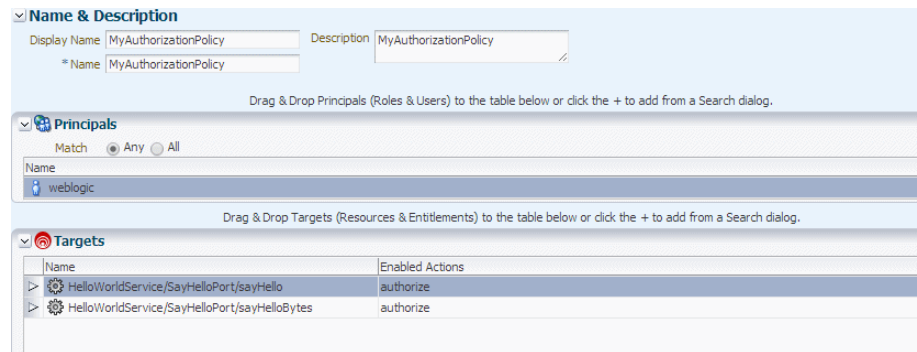 Name & Description
Display Name MyAuthorizationPolicy Description MyAuthorizationPolicy
* Name MyAuthorizationPolicy
Drag & Drop Principals (Roles & Users) to the table below or click the + to add from a Search dialog.
Principals
Match Any All
Name
weblogic
Drag & Drop Targets (Resources & Entitlements) to the table below or click the + to add from a Search dialog.
Targets
Name Enabled Actions
HelloWorldService/SayHelloPort/sayHello authorize
HelloWorldService/SayHelloPort/sayHelloBytes authorize